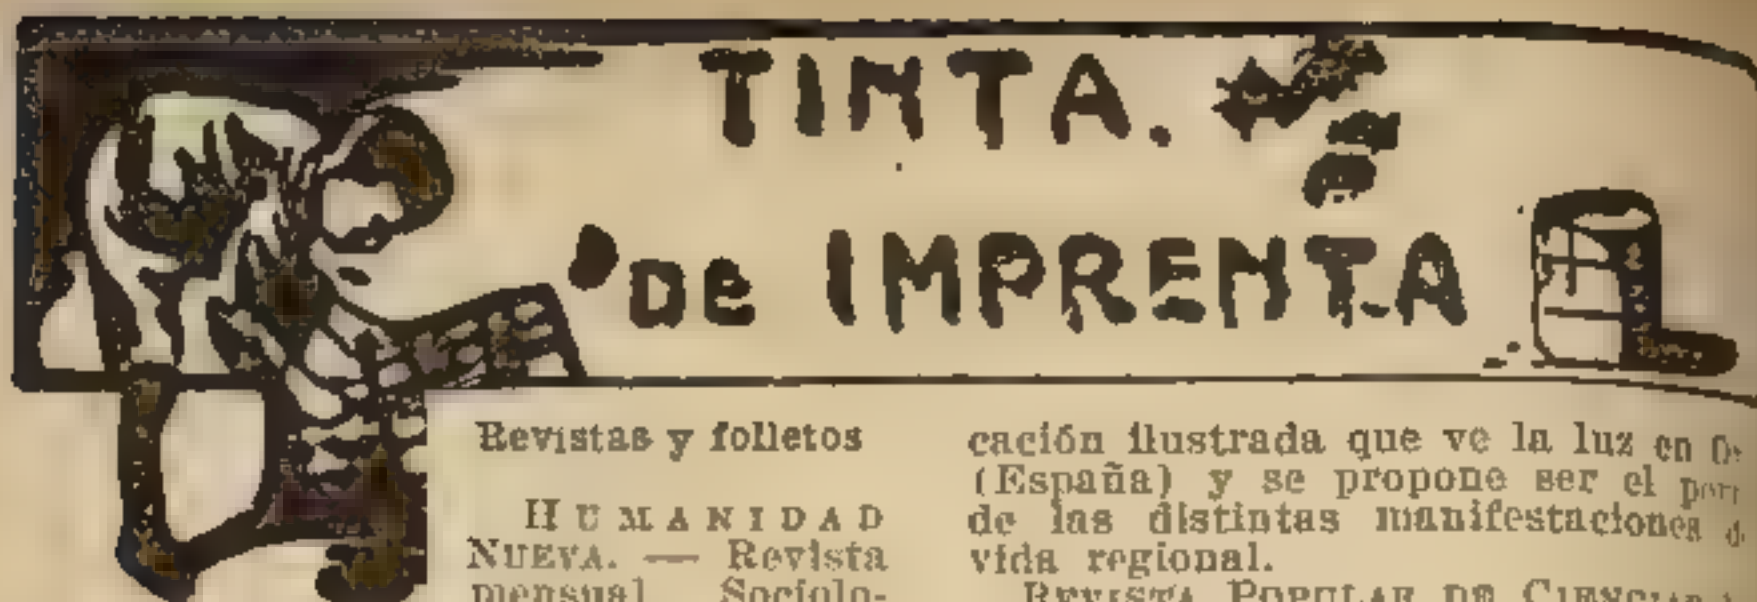 TINTA.
DE IMPRENTA
Revistas y folletos
HUMANIDAD
NUEVA. — Revista
mensual Sociolo-
cación ilustrada que ve la luz en
(España) y se propone ser el
de las distintas manifestaciones
vida regional.
REVISTA POPULAR DE